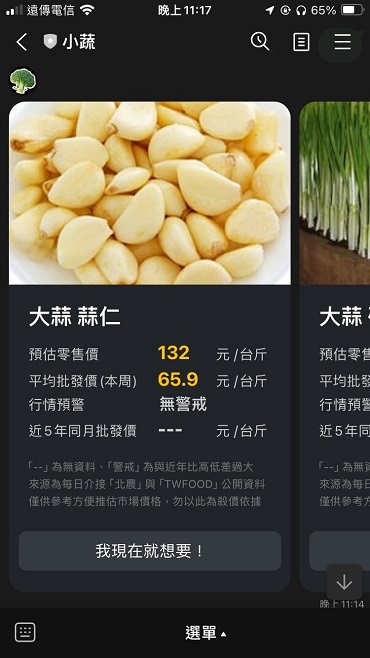 遠傳電信 晚上11:17 65%
小蔬
大蒜 蒜仁
預估零售價 132 元 /台斤
平均批發價 (本周) 65.9 元 /台斤
行情預警 無警戒
近5年同月批發價 --- 元 /台斤
「--」為無資料、「警戒」為與近年比高低差過大
來源為每日介接「北農」與「TWFOOD」公開資料
僅供參考方便推估市場價格，勿以此為殺價依據
我現在就想要！
大蒜
預估零售
平均批發
行情預警
近5年同
「--」為無
來源為每日
僅供參考方
晚上11:14
選單